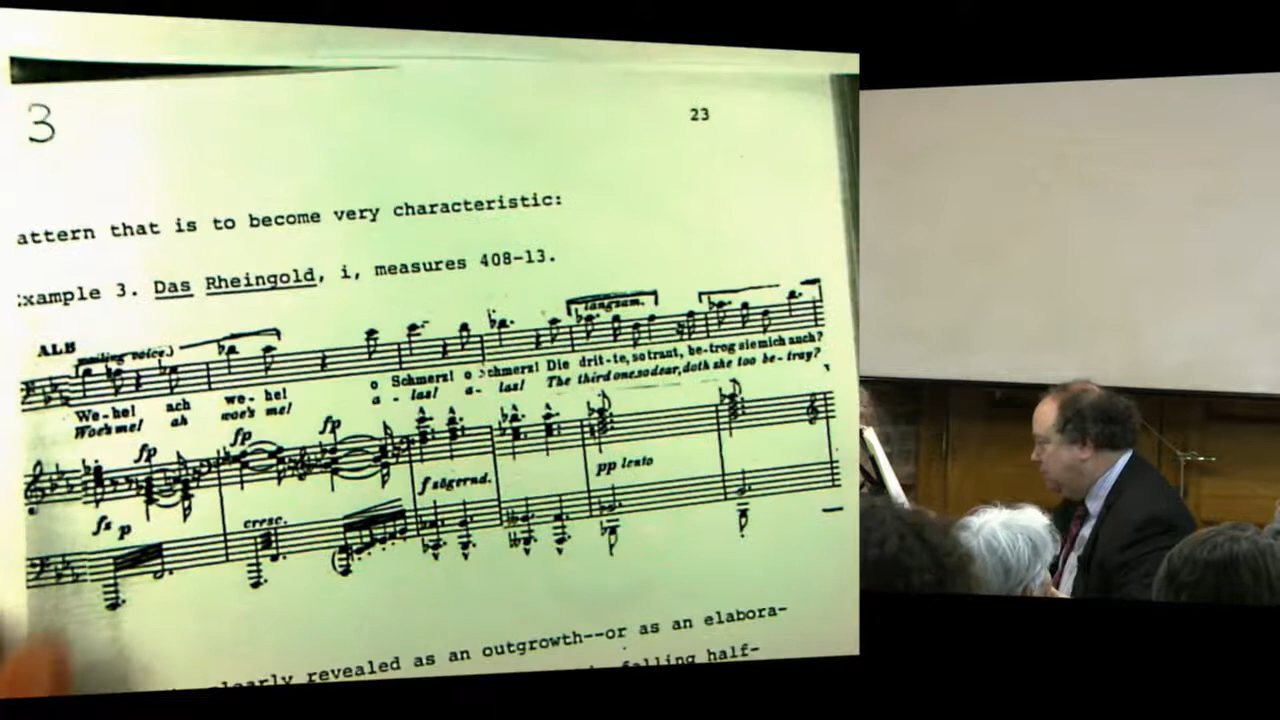 3
23
attern that is to become very characteristic:
xample 3. Das Rheingold, i, measures 408-13.
ALB
wailing voice.)
langsam.
We-he! ach we-he! o Schmerz! o Schmerz! Die drit-te, so traut, be-trog sie mich auch?
Woe's me! ah woe's me! a-las! a-las! The third one, so dear, doth she too be-tray?
fp fp fp
f zögernd.
pp lento
fs p
cresc.
clearly revealed as an outgrowth--or as an elabora-
falling half-